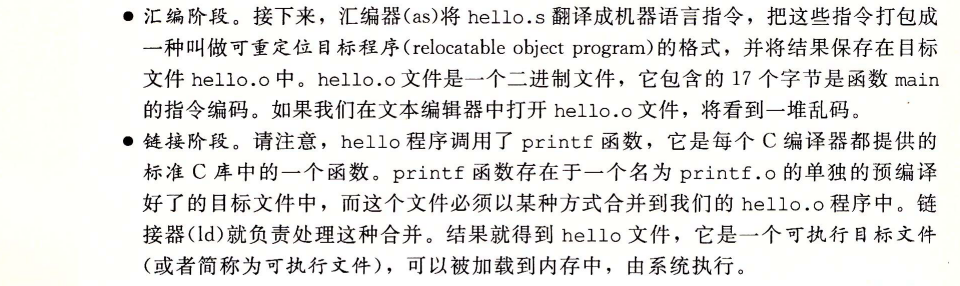 ● 汇编阶段。接下来，汇编器(as)将 hello.s 翻译成机器语言指令，把这些指令打包成
一种叫做可重定位目标程序(relocatable object program)的格式，并将结果保存在目标
文件 hello.o 中。hello.o 文件是一个二进制文件，它包含的 17 个字节是函数 main
的指令编码。如果我们在文本编辑器中打开 hello.o 文件，将看到一堆乱码。
● 链接阶段。请注意，hello 程序调用了 printf 函数，它是每个 C 编译器都提供的
标准 C 库中的一个函数。printf 函数存在于一个名为 printf.o 的单独的预编译
好了的目标文件中，而这个文件必须以某种方式合并到我们的 hello.o 程序中。链
接器(ld)就负责处理这种合并。结果就得到 hello 文件，它是一个可执行目标文件
(或者简称为可执行文件)，可以被加载到内存中，由系统执行。